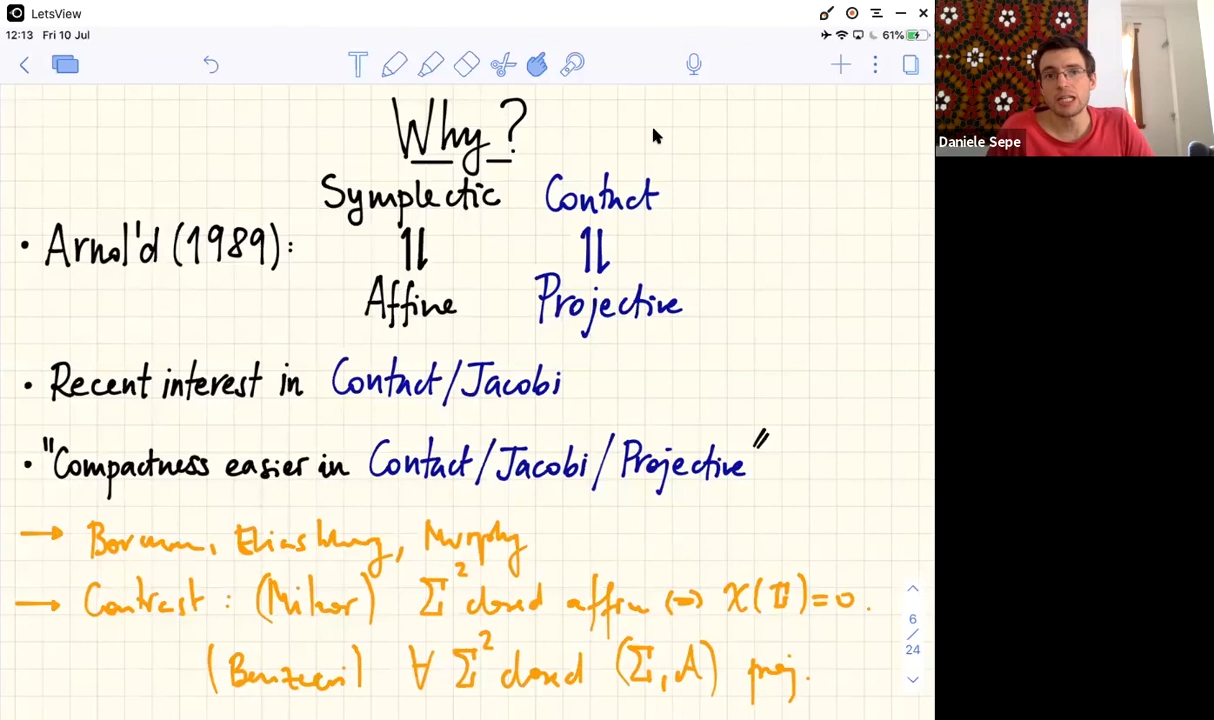 LetsView
12:13 Fri 10 Jul
61%
Why?
Symplectic Contact
• Arnol'd (1989): ⥮ ⥮
Affine Projective
• Recent interest in Contact/Jacobi
• "Compactness easier in Contact/Jacobi/Projective"
→ Borman, Eliashberg, Murphy
→ Contrast: (Milnor) Σ² closed affine ⇔ χ(Σ)=0.
(Benzecri) ∀ Σ² closed (Σ, A) proj.
6
/
24
Daniele Sepe